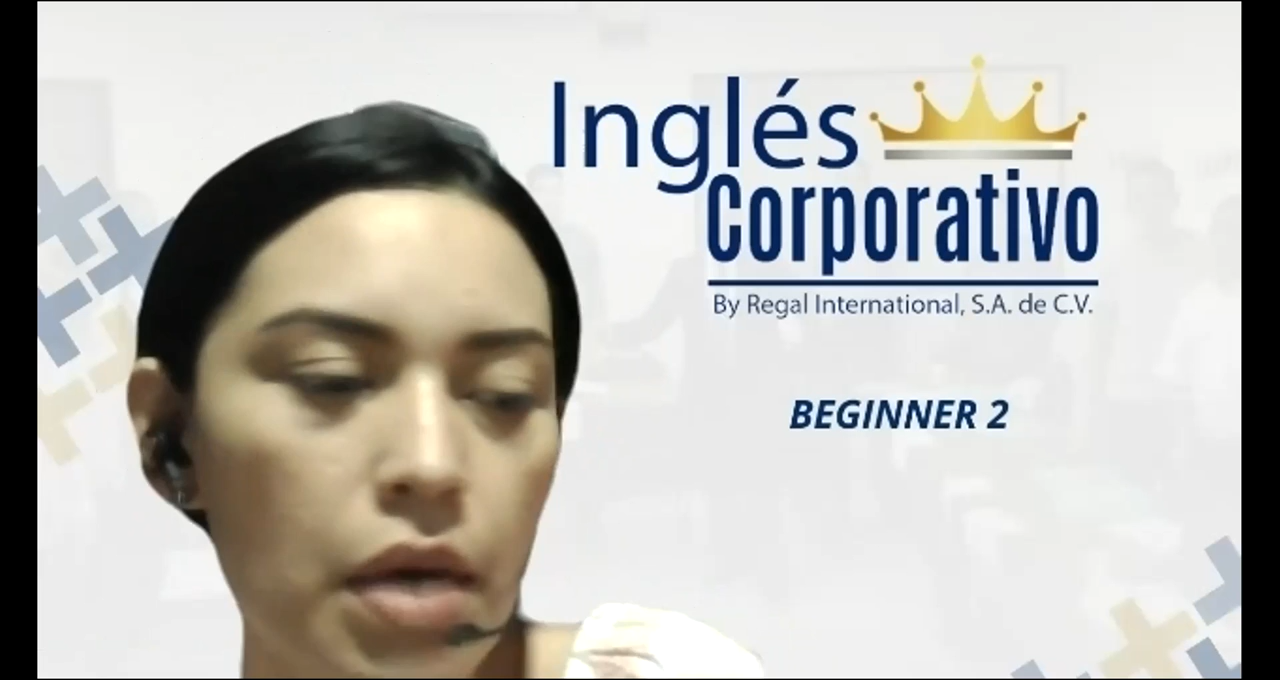 Inglés
Corporativo
By Regal International, S.A. de C.V.
BEGINNER 2